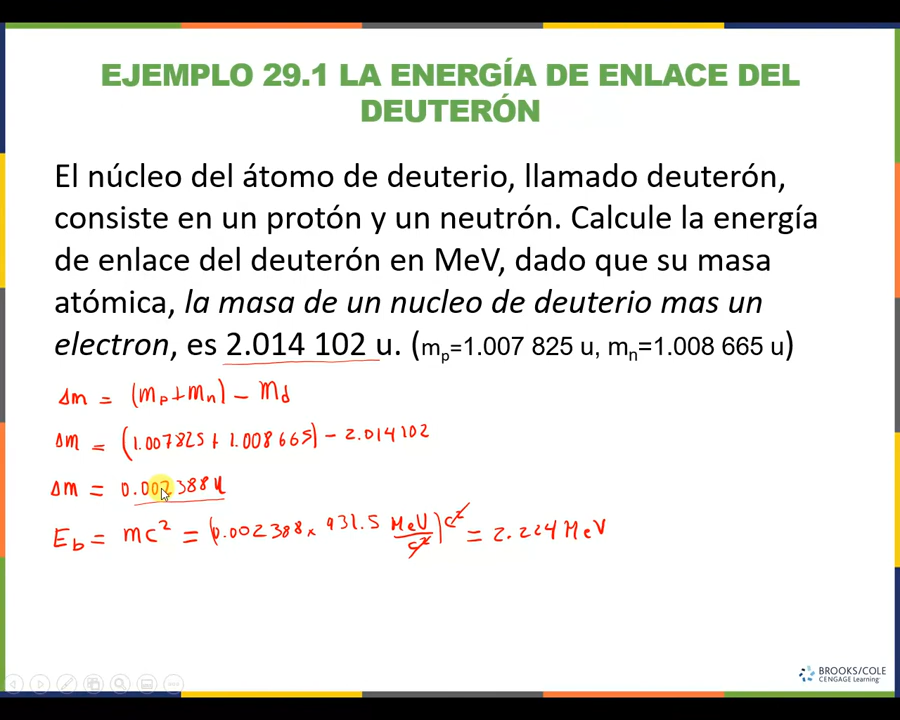 EJEMPLO 29.1 LA ENERGÍA DE ENLACE DEL
DEUTERÓN
El núcleo del átomo de deuterio, llamado deuterón,
consiste en un protón y un neutrón. Calcule la energía
de enlace del deuterón en MeV, dado que su masa
atómica, la masa de un nucleo de deuterio mas un
electron, es 2.014 102 u. (mp=1.007 825 u, mn=1.008 665 u)
Δm = (mp+mn) - md
Δm = (1.007825 + 1.008665) - 2.014102
Δm = 0.002388 u
Eb = mc² = (0.002388 x 931.5 MeV/c²) c² = 2.224 MeV
BROOKS/COLE
CENGAGE Learning